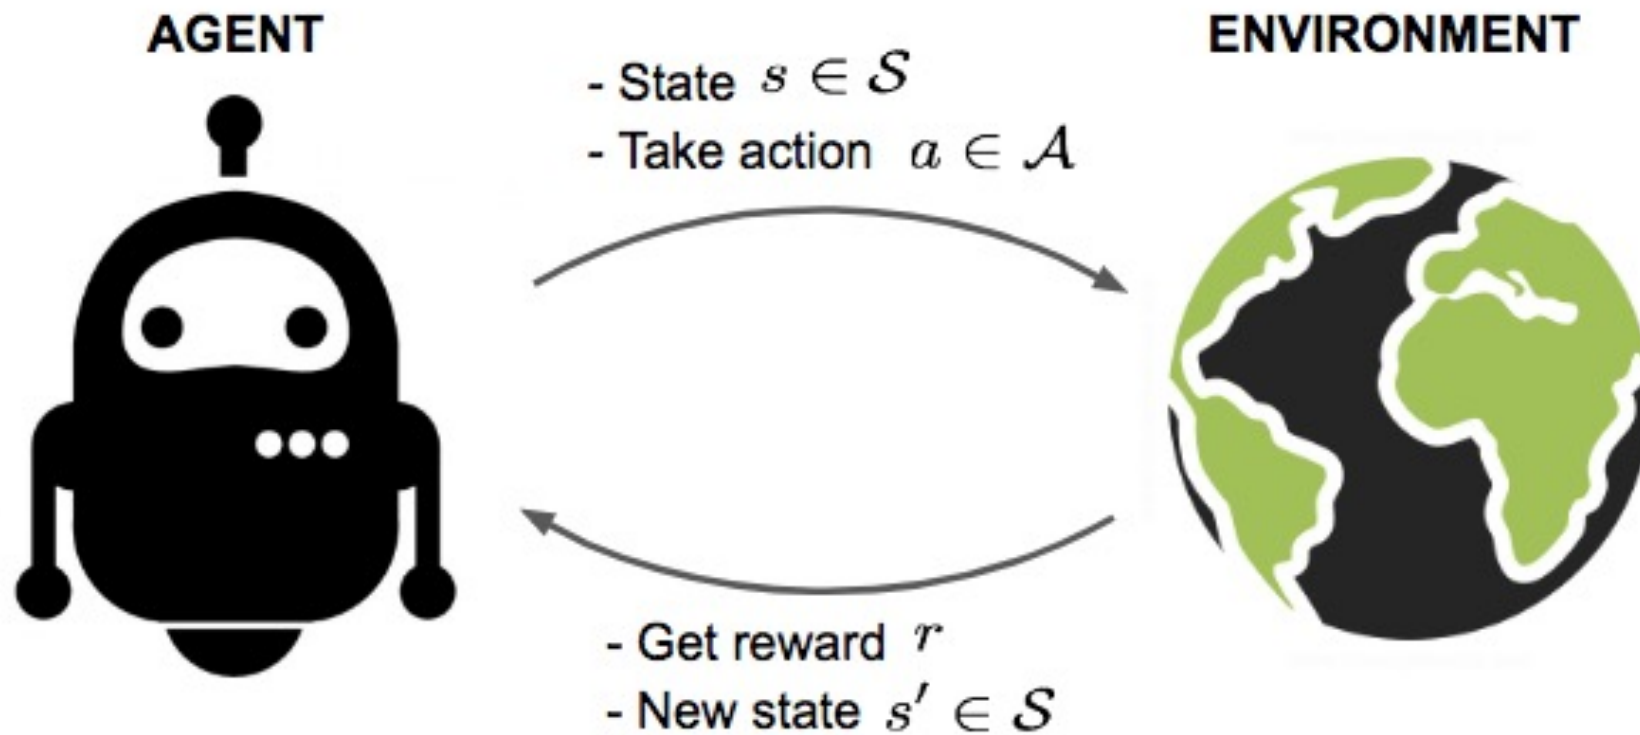 AGENT
ENVIRONMENT
- State s ∈ 𝒮
- Take action a ∈ 𝒜
- Get reward r
- New state s′ ∈ 𝒮